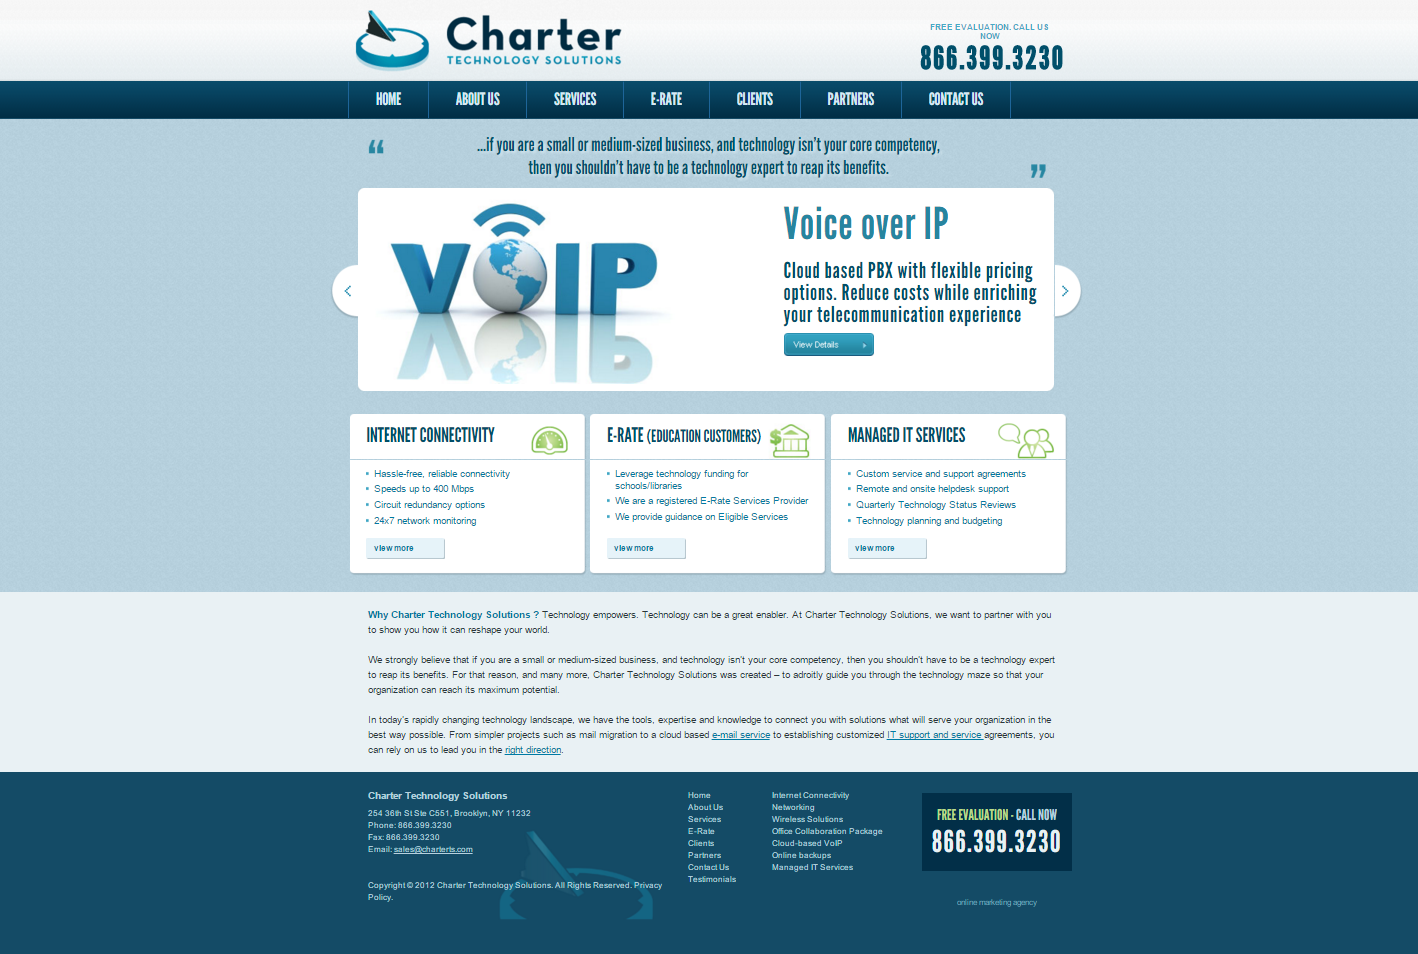 Charter
TECHNOLOGY SOLUTIONS
FREE EVALUATION. CALL US
NOW
866.399.3230
HOME
ABOUT US
SERVICES
E-RATE
CLIENTS
PARTNERS
CONTACT US
“
...if you are a small or medium-sized business, and technology isn't your core competency,
then you shouldn't have to be a technology expert to reap its benefits.
”
VOIP
Voice over IP
Cloud based PBX with flexible pricing
options. Reduce costs while enriching
your telecommunication experience
View Details
INTERNET CONNECTIVITY
Hassle-free, reliable connectivity
Speeds up to 400 Mbps
Circuit redundancy options
24x7 network monitoring
view more
E-RATE (EDUCATION CUSTOMERS)
Leverage technology funding for
schools/libraries
We are a registered E-Rate Services Provider
We provide guidance on Eligible Services
view more
MANAGED IT SERVICES
Custom service and support agreements
Remote and onsite helpdesk support
Quarterly Technology Status Reviews
Technology planning and budgeting
view more
Why Charter Technology Solutions ? Technology empowers. Technology can be a great enabler. At Charter Technology Solutions, we want to partner with you
to show you how it can reshape your world.
We strongly believe that if you are a small or medium-sized business, and technology isn't your core competency, then you shouldn't have to be a technology expert
to reap its benefits. For that reason, and many more, Charter Technology Solutions was created – to adroitly guide you through the technology maze so that your
organization can reach its maximum potential.
In today's rapidly changing technology landscape, we have the tools, expertise and knowledge to connect you with solutions what will serve your organization in the
best way possible. From simpler projects such as mail migration to a cloud based e-mail service to establishing customized IT support and service agreements, you
can rely on us to lead you in the right direction.
Charter Technology Solutions
254 36th St Ste C551, Brooklyn, NY 11232
Phone: 866.399.3230
Fax: 866.399.3230
Email: sales@charterts.com
Copyright © 2012 Charter Technology Solutions. All Rights Reserved. Privacy
Policy.
Home
About Us
Services
E-Rate
Clients
Partners
Contact Us
Testimonials
Internet Connectivity
Networking
Wireless Solutions
Office Collaboration Package
Cloud-based VoIP
Online backups
Managed IT Services
FREE EVALUATION - CALL NOW
866.399.3230
online marketing agency